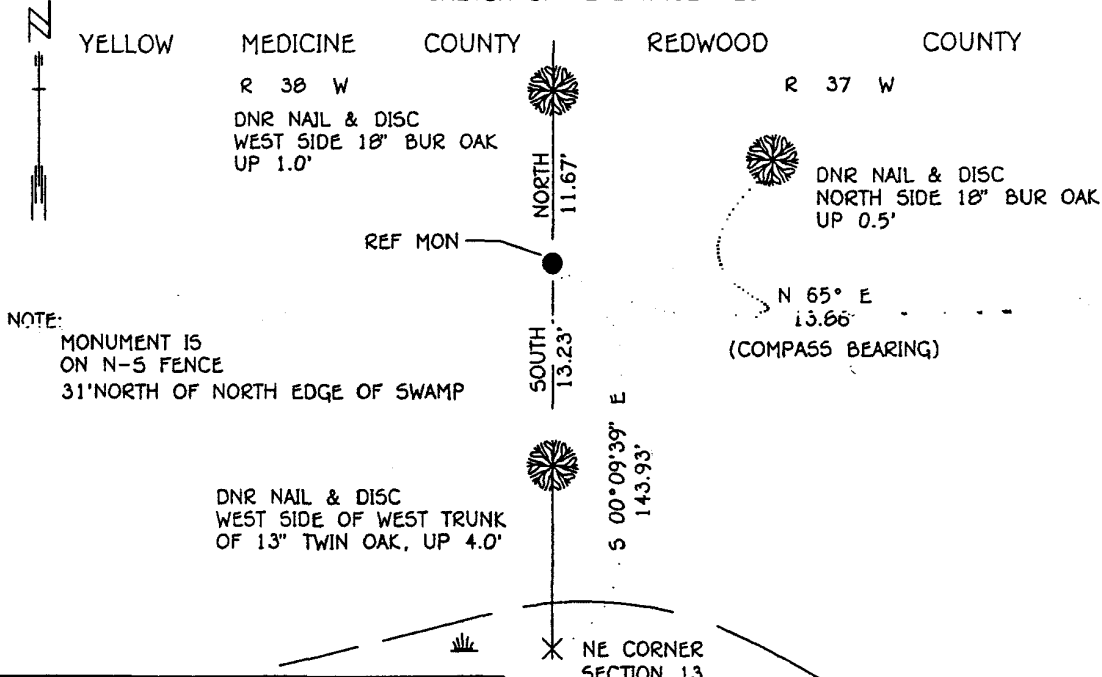 N
YELLOW MEDICINE COUNTY REDWOOD COUNTY
R 38 W
R 37 W
DNR NAIL & DISC
WEST SIDE 18" BUR OAK
UP 1.0'
DNR NAIL & DISC
NORTH SIDE 18" BUR OAK
UP 0.5'
NORTH
11.67'
REF MON
N 65° E
13.86
(COMPASS BEARING)
NOTE:
MONUMENT IS
ON N-S FENCE
31'NORTH OF NORTH EDGE OF SWAMP
SOUTH
13.23'
S 00°09'39" E
143.93'
DNR NAIL & DISC
WEST SIDE OF WEST TRUNK
OF 13" TWIN OAK, UP 4.0'
NE CORNER
SECTION 13